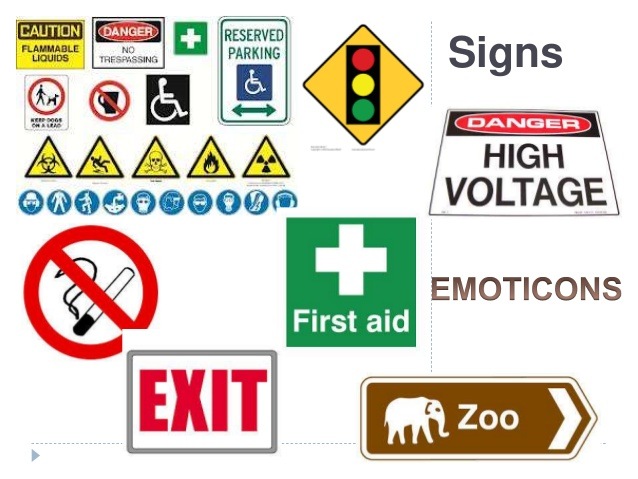 CAUTION
FLAMMABLE
LIQUIDS
DANGER
NO
TRESPASSING
RESERVED
PARKING
KEEP DOGS
ON A LEAD
Signs
DANGER
HIGH
VOLTAGE
First aid
EMOTICONS
EXIT
Zoo